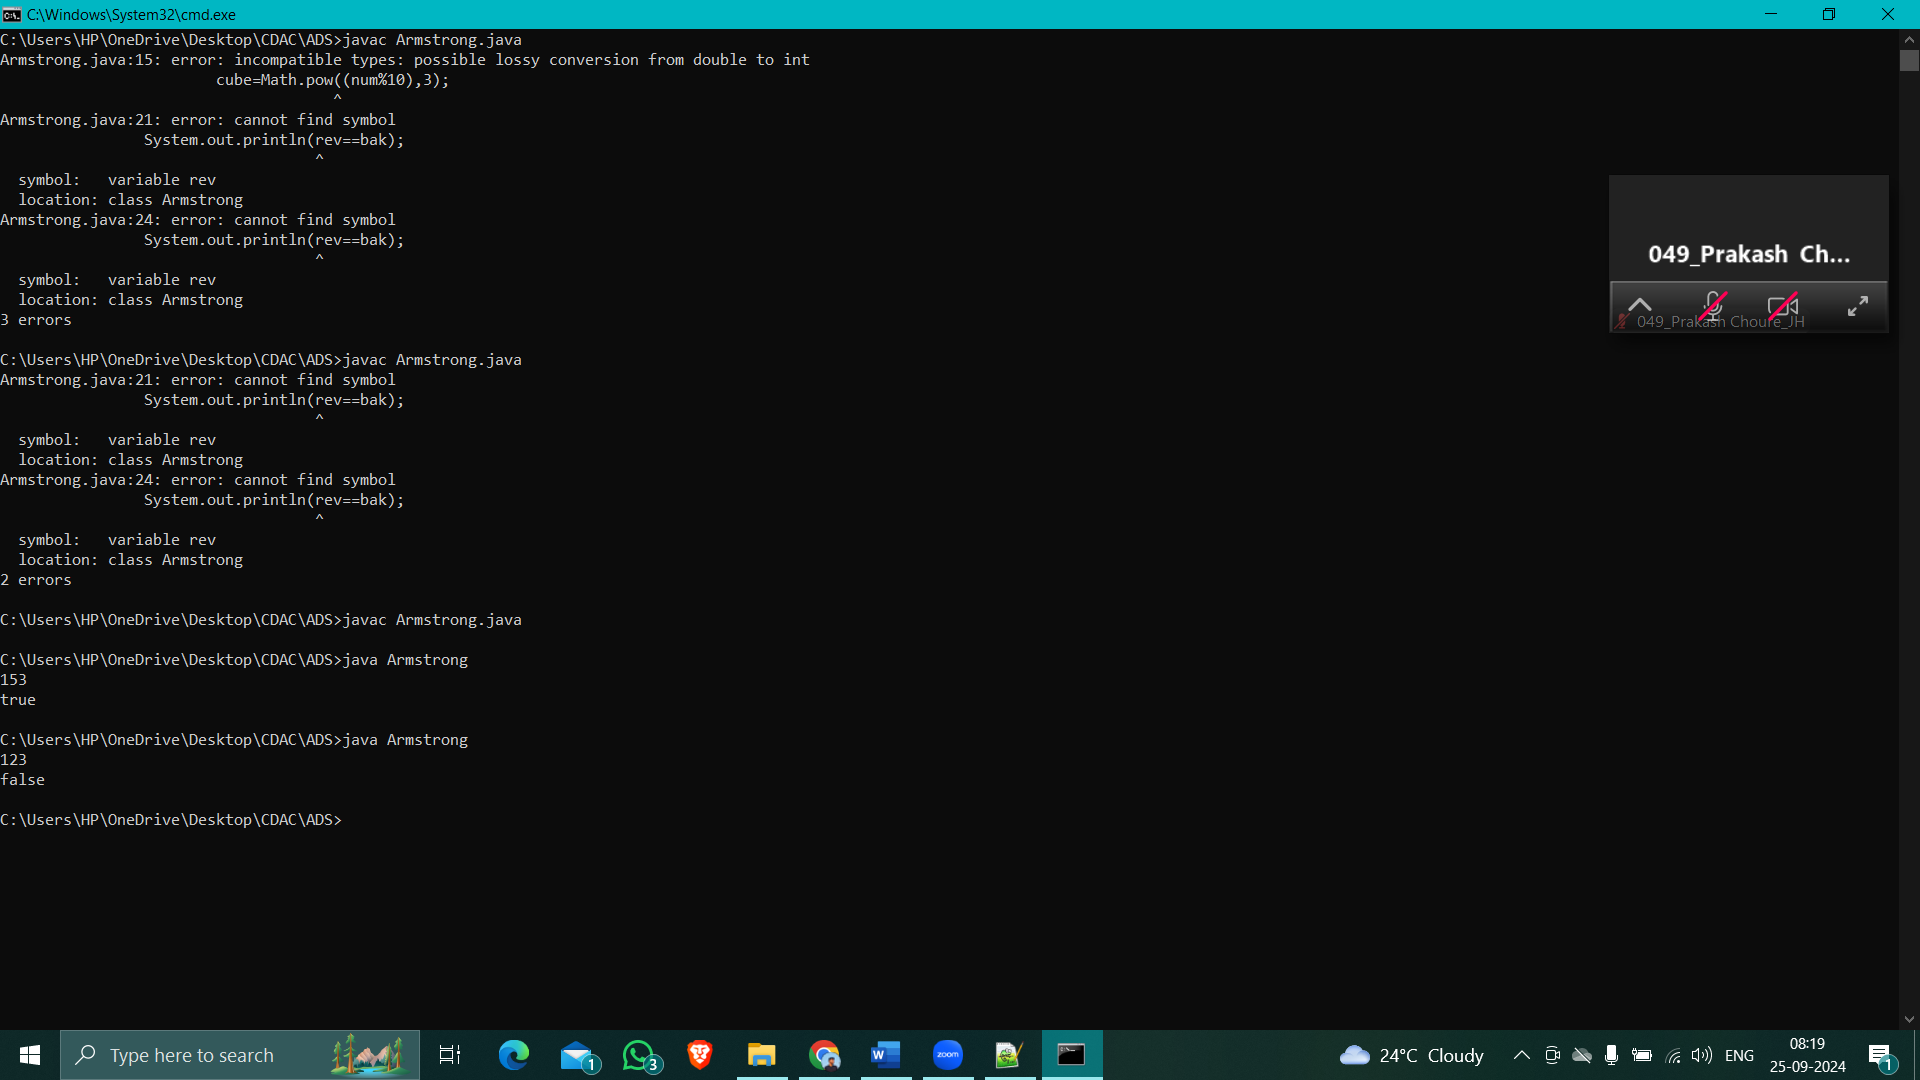 C:\Windows\System32\cmd.exe
C:\Users\HP\OneDrive\Desktop\CDAC\ADS>javac Armstrong.java
Armstrong.java:15: error: incompatible types: possible lossy conversion from double to int
                        cube=Math.pow((num%10),3);
                                     ^
Armstrong.java:21: error: cannot find symbol
                System.out.println(rev==bak);
                                   ^
  symbol:   variable rev
  location: class Armstrong
Armstrong.java:24: error: cannot find symbol
                System.out.println(rev==bak);
                                   ^
  symbol:   variable rev
  location: class Armstrong
3 errors
C:\Users\HP\OneDrive\Desktop\CDAC\ADS>javac Armstrong.java
Armstrong.java:21: error: cannot find symbol
                System.out.println(rev==bak);
                                   ^
  symbol:   variable rev
  location: class Armstrong
Armstrong.java:24: error: cannot find symbol
                System.out.println(rev==bak);
                                   ^
  symbol:   variable rev
  location: class Armstrong
2 errors
C:\Users\HP\OneDrive\Desktop\CDAC\ADS>javac Armstrong.java
C:\Users\HP\OneDrive\Desktop\CDAC\ADS>java Armstrong
153
true
C:\Users\HP\OneDrive\Desktop\CDAC\ADS>java Armstrong
123
false
C:\Users\HP\OneDrive\Desktop\CDAC\ADS>
049_Prakash Ch...
049_Prakash Choure_JH
Type here to search
1
3
W
zoom
24°C Cloudy
ENG
08:19
25-09-2024
1